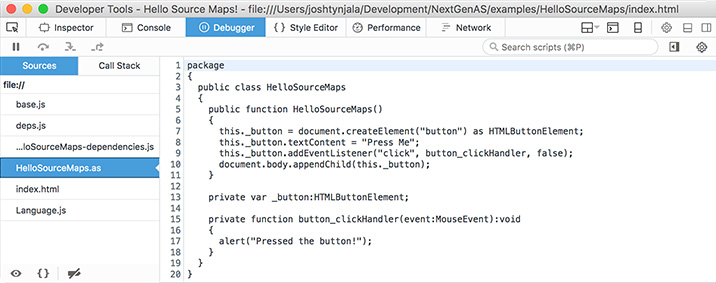 Developer Tools - Hello Source Maps! - file:///Users/joshtynjala/Development/NextGenAS/examples/HelloSourceMaps/index.html
Inspector Console Debugger {} Style Editor Performance Network
Search scripts (⌘P)
Sources Call Stack
file://
base.js
deps.js
...loSourceMaps-dependencies.js
HelloSourceMaps.as
index.html
Language.js
{}
1 package
2 {
3 public class HelloSourceMaps
4 {
5 public function HelloSourceMaps()
6 {
7 this._button = document.createElement("button") as HTMLButtonElement;
8 this._button.textContent = "Press Me";
9 this._button.addEventListener("click", button_clickHandler, false);
10 document.body.appendChild(this._button);
11 }
12
13 private var _button:HTMLButtonElement;
14
15 private function button_clickHandler(event:MouseEvent):void
16 {
17 alert("Pressed the button!");
18 }
19 }
20 }